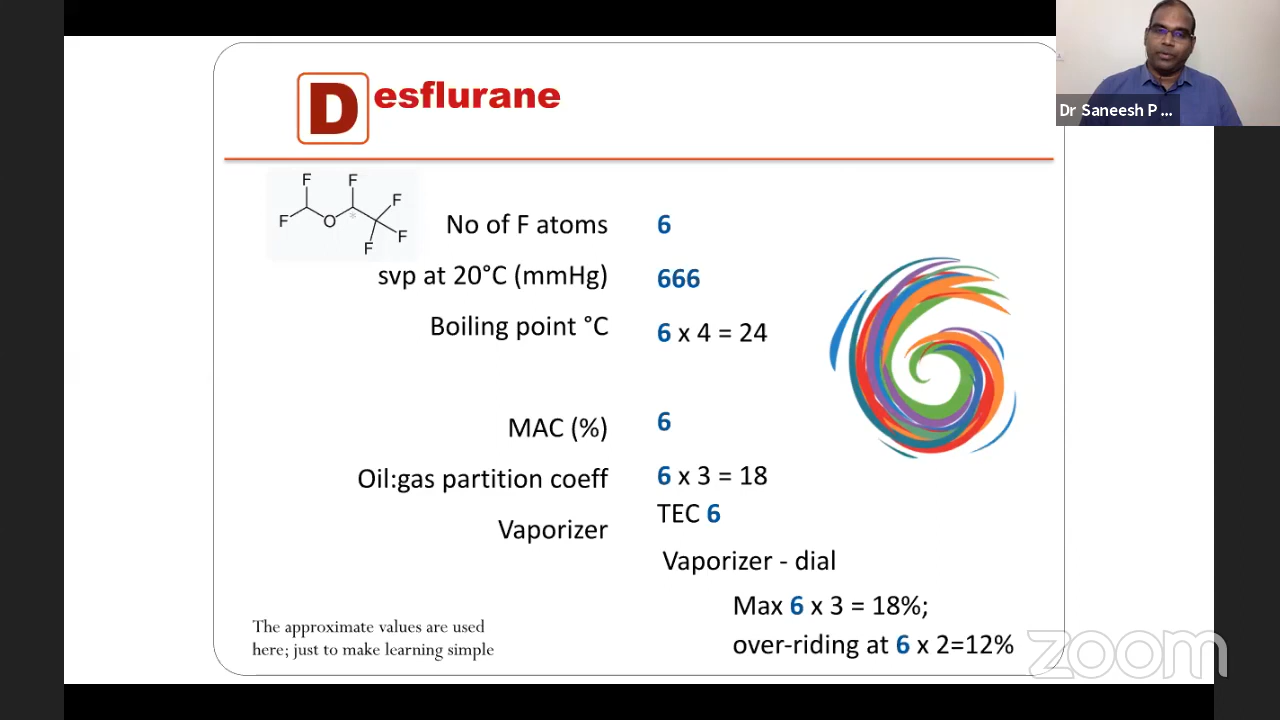 Desflurane
Dr Saneesh P ...
F F F
F O * F
F
No of F atoms 6
svp at 20°C (mmHg) 666
Boiling point °C 6 x 4 = 24
MAC (%) 6
Oil:gas partition coeff 6 x 3 = 18
Vaporizer TEC 6
Vaporizer - dial
Max 6 x 3 = 18%;
over-riding at 6 x 2=12%
The approximate values are used
here; just to make learning simple
zoom